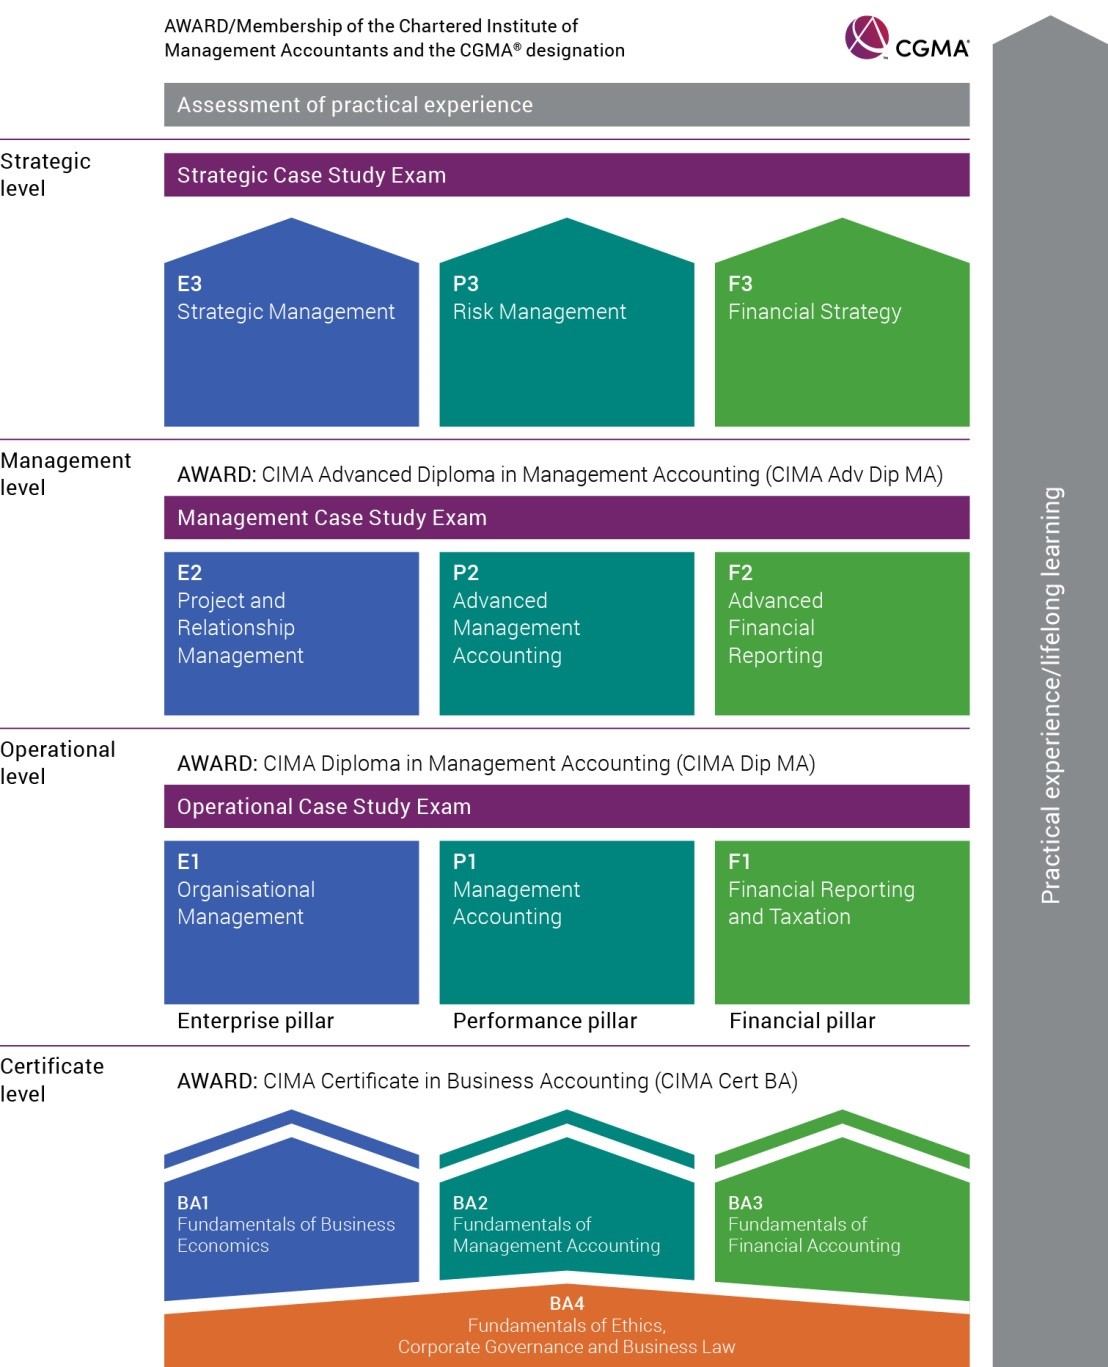 AWARD/Membership of the Chartered Institute of
Management Accountants and the CGMA® designation
CGMA®
Assessment of practical experience
Strategic
level
Strategic Case Study Exam
E3
Strategic Management
P3
Risk Management
F3
Financial Strategy
Management
level
AWARD: CIMA Advanced Diploma in Management Accounting (CIMA Adv Dip MA)
Management Case Study Exam
E2
Project and
Relationship
Management
P2
Advanced
Management
Accounting
F2
Advanced
Financial
Reporting
Operational
level
AWARD: CIMA Diploma in Management Accounting (CIMA Dip MA)
Operational Case Study Exam
E1
Organisational
Management
P1
Management
Accounting
F1
Financial Reporting
and Taxation
Enterprise pillar
Performance pillar
Financial pillar
Certificate
level
AWARD: CIMA Certificate in Business Accounting (CIMA Cert BA)
BA1
Fundamentals of Business
Economics
BA2
Fundamentals of
Management Accounting
BA3
Fundamentals of
Financial Accounting
BA4
Fundamentals of Ethics,
Corporate Governance and Business Law
Practical experience/lifelong learning